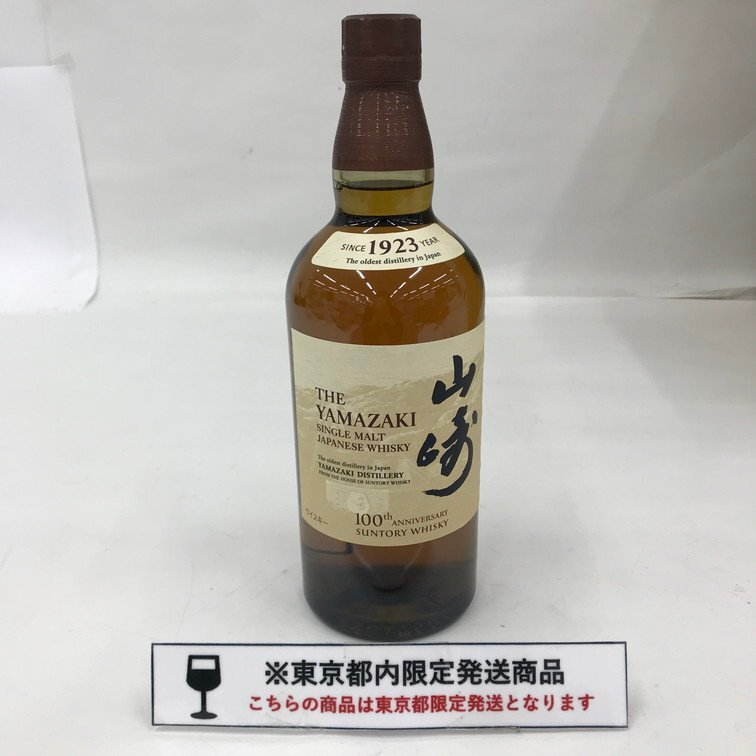 SINCE 1923 YEAR
The oldest distillery in Japan
山崎
THE
YAMAZAKI
SINGLE MALT
JAPANESE WHISKY
The oldest distillery in Japan
YAMAZAKI DISTILLERY
FROM THE HOUSE OF SUNTORY WHISKY
ウイスキー
100th ANNIVERSARY
SUNTORY WHISKY
※東京都内限定発送商品
こちらの商品は東京都限定発送となります